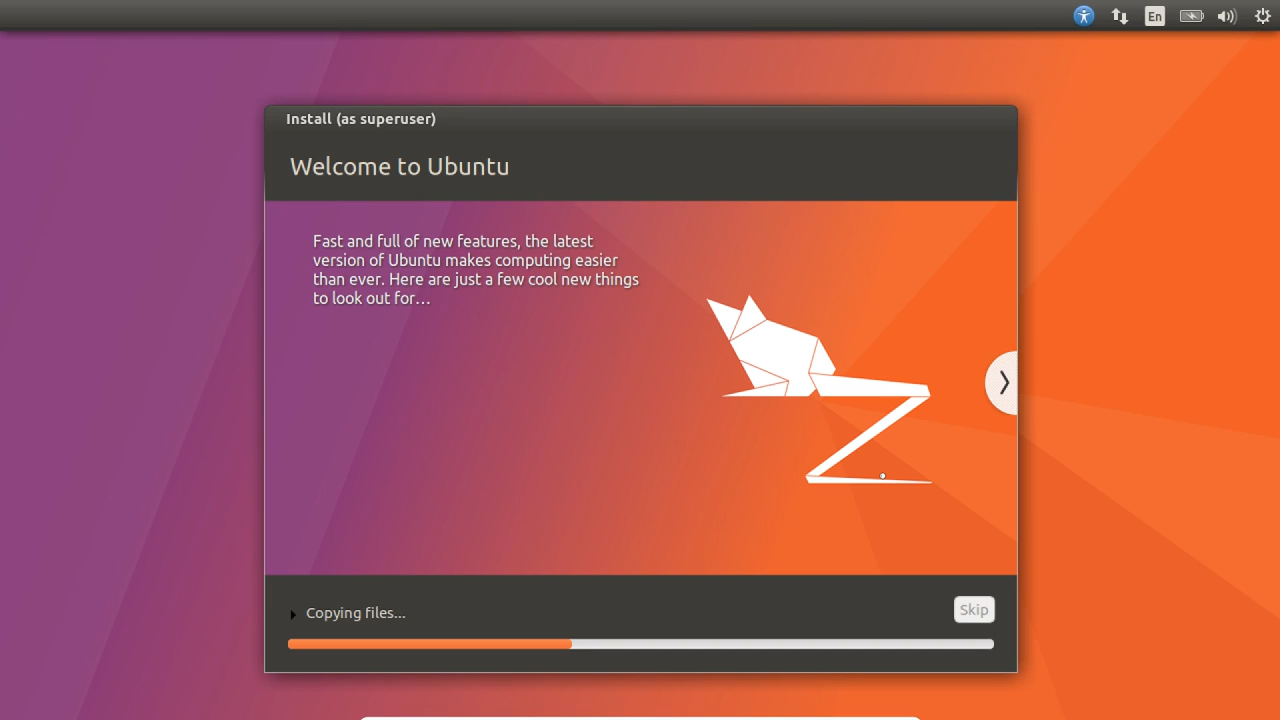 En
Install (as superuser)
Welcome to Ubuntu
Fast and full of new features, the latest
version of Ubuntu makes computing easier
than ever. Here are just a few cool new things
to look out for…
Copying files...
Skip